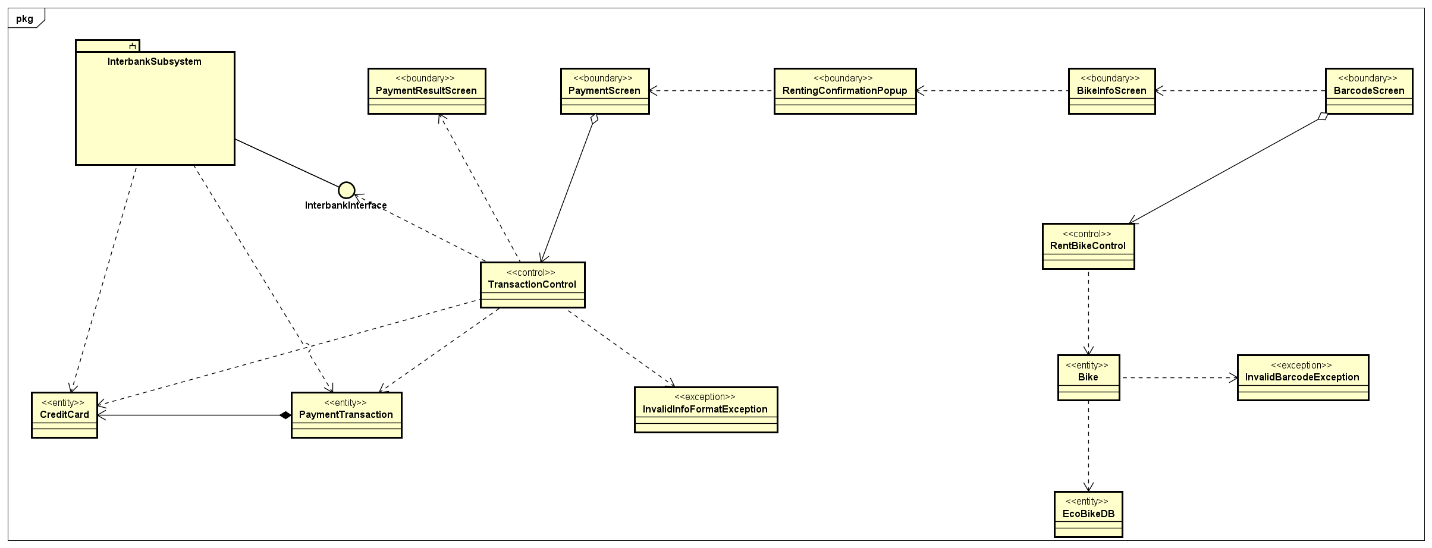 pkg
InterbankSubsystem
<<boundary>>
PaymentResultScreen
<<boundary>>
PaymentScreen
<<boundary>>
RentingConfirmationPopup
<<boundary>>
BikeInfoScreen
<<boundary>>
BarcodeScreen
InterbankInterface
<<control>>
RentBikeControl
<<control>>
TransactionControl
<<entity>>
Bike
<<exception>>
InvalidBarcodeException
<<entity>>
CreditCard
<<entity>>
PaymentTransaction
<<exception>>
InvalidInfoFormatException
<<entity>>
EcoBikeDB